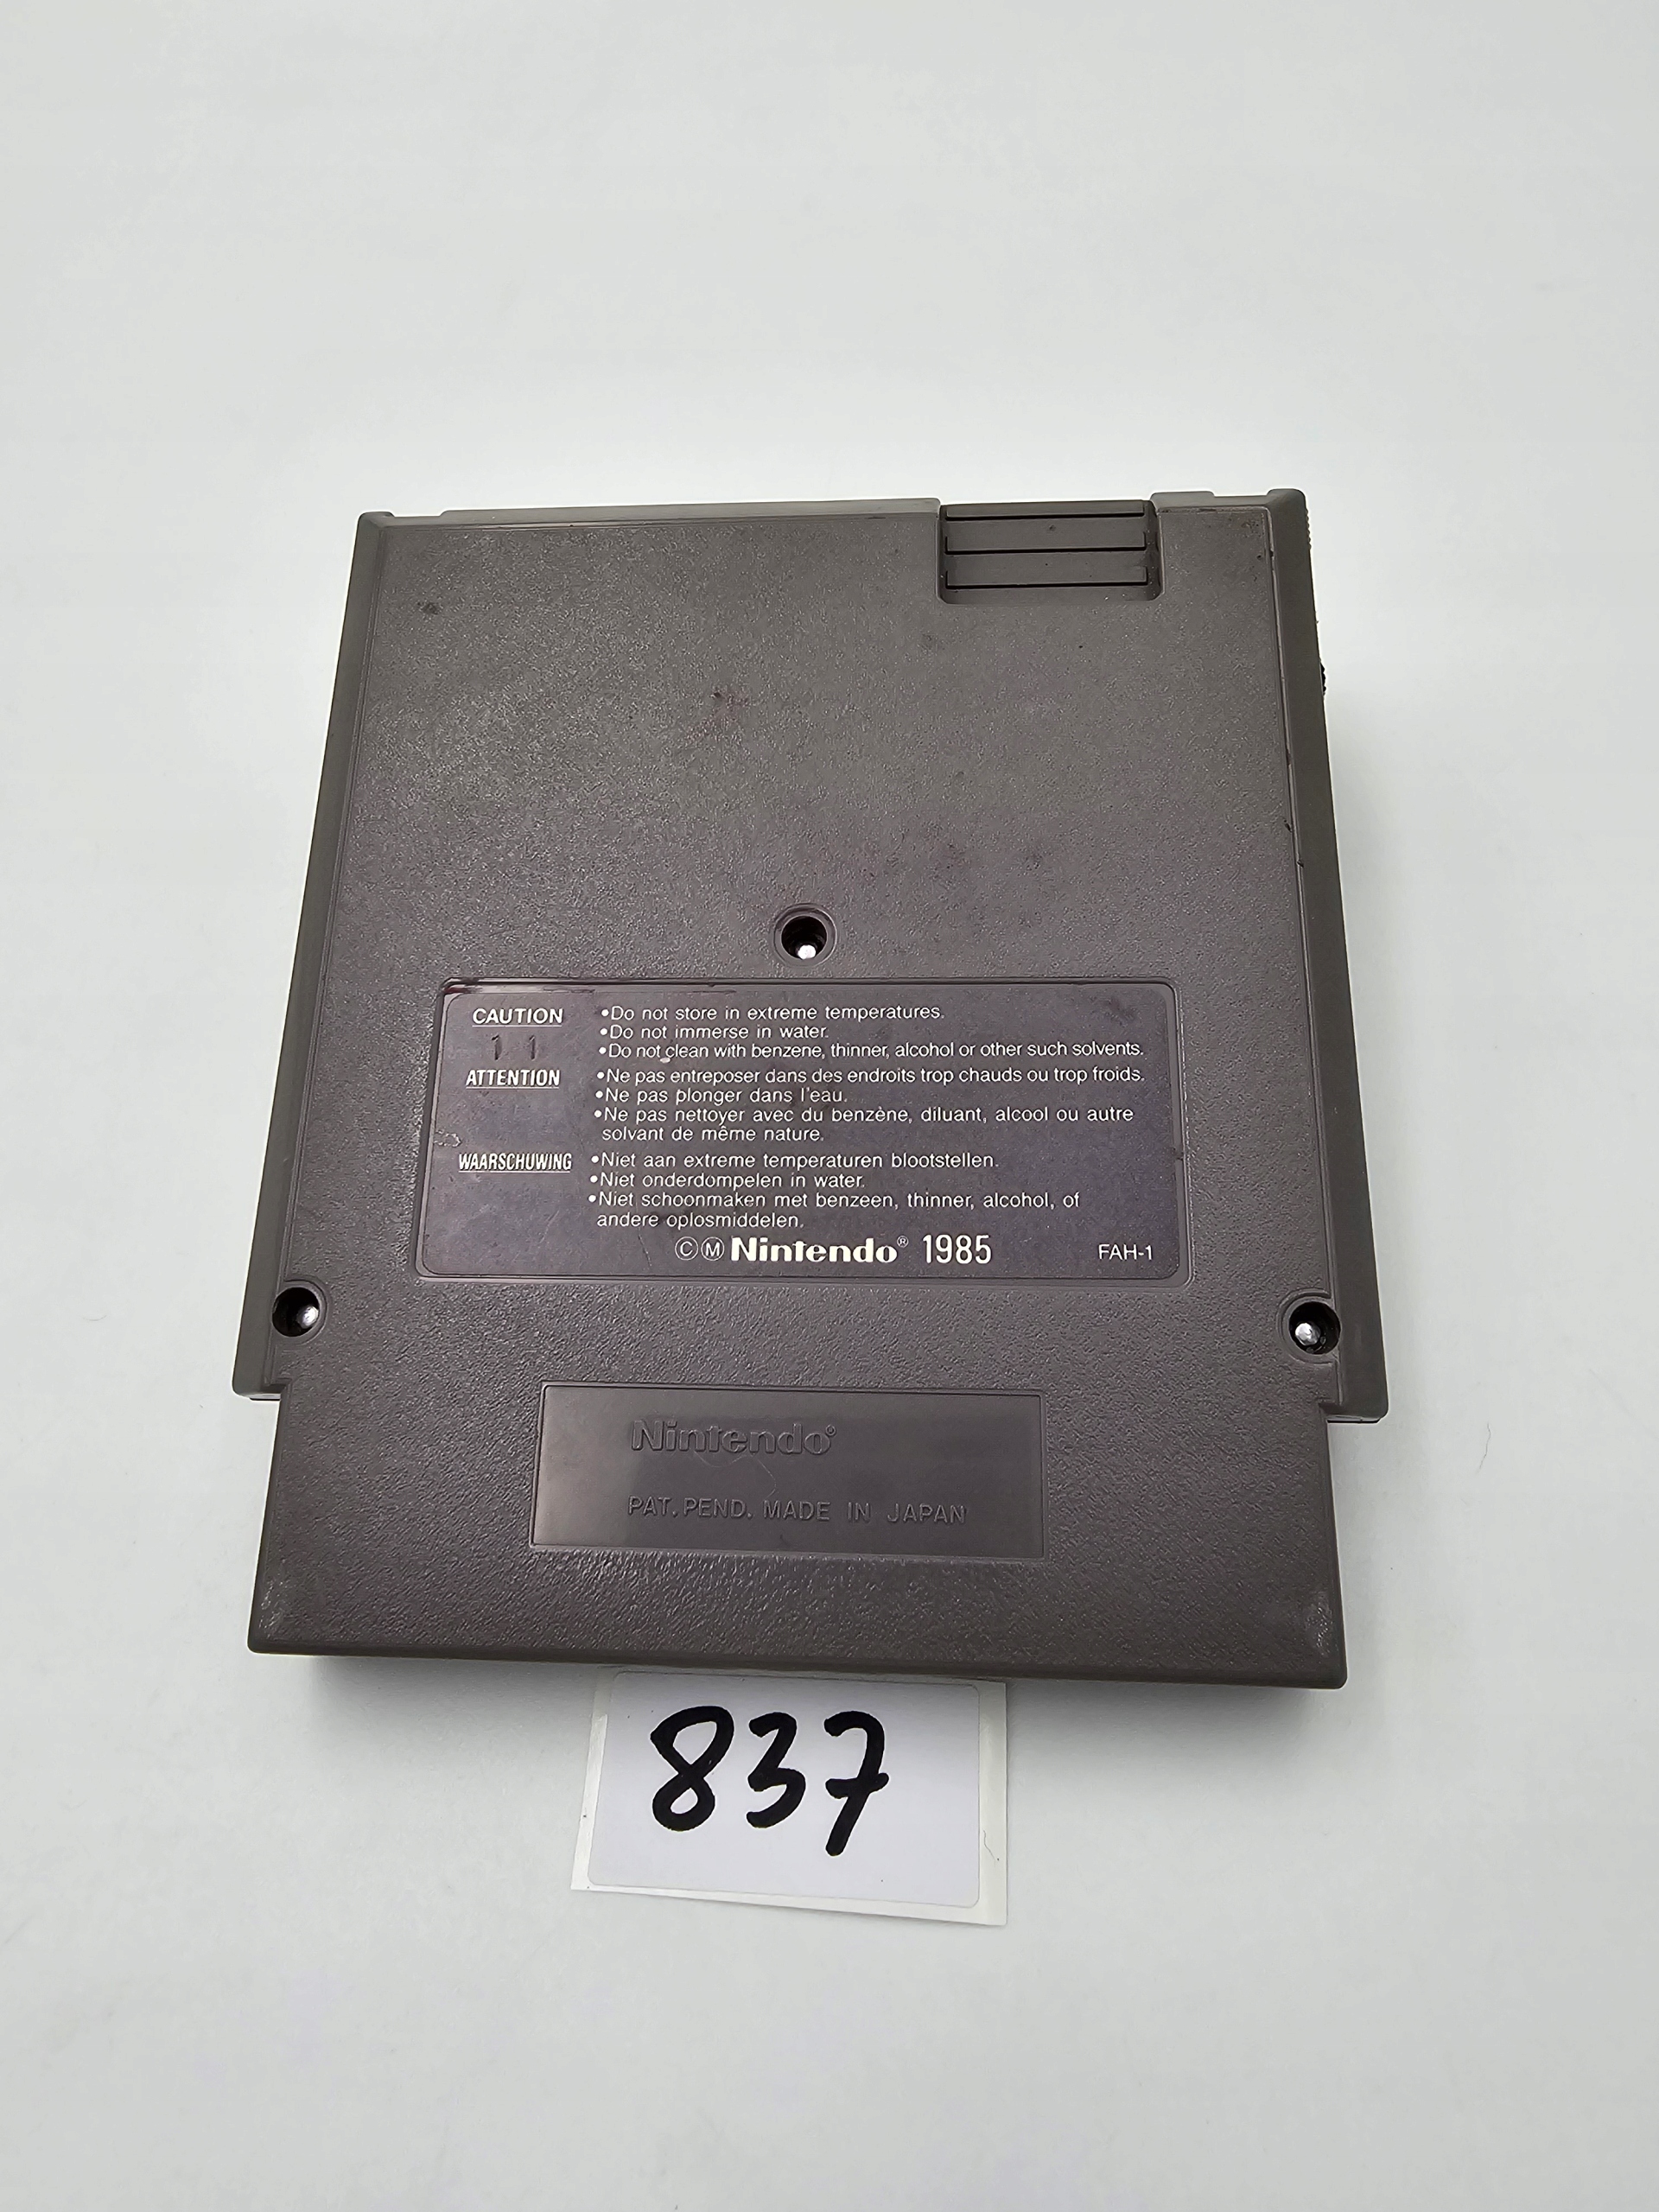 CAUTION •Do not store in extreme temperatures.
•Do not immerse in water.
1 1 •Do not clean with benzene, thinner, alcohol or other such solvents.
ATTENTION •Ne pas entreposer dans des endroits trop chauds ou trop froids.
•Ne pas plonger dans l'eau.
•Ne pas nettoyer avec du benzène, diluant, alcool ou autre
solvant de même nature.
WAARSCHUWING •Niet aan extreme temperaturen blootstellen.
•Niet onderdompelen in water.
•Niet schoonmaken met benzeen, thinner, alcohol, of
andere oplosmiddelen.
ⒸⓂ Nintendo® 1985 FAH-1
Nintendo®
PAT. PEND. MADE IN JAPAN
837